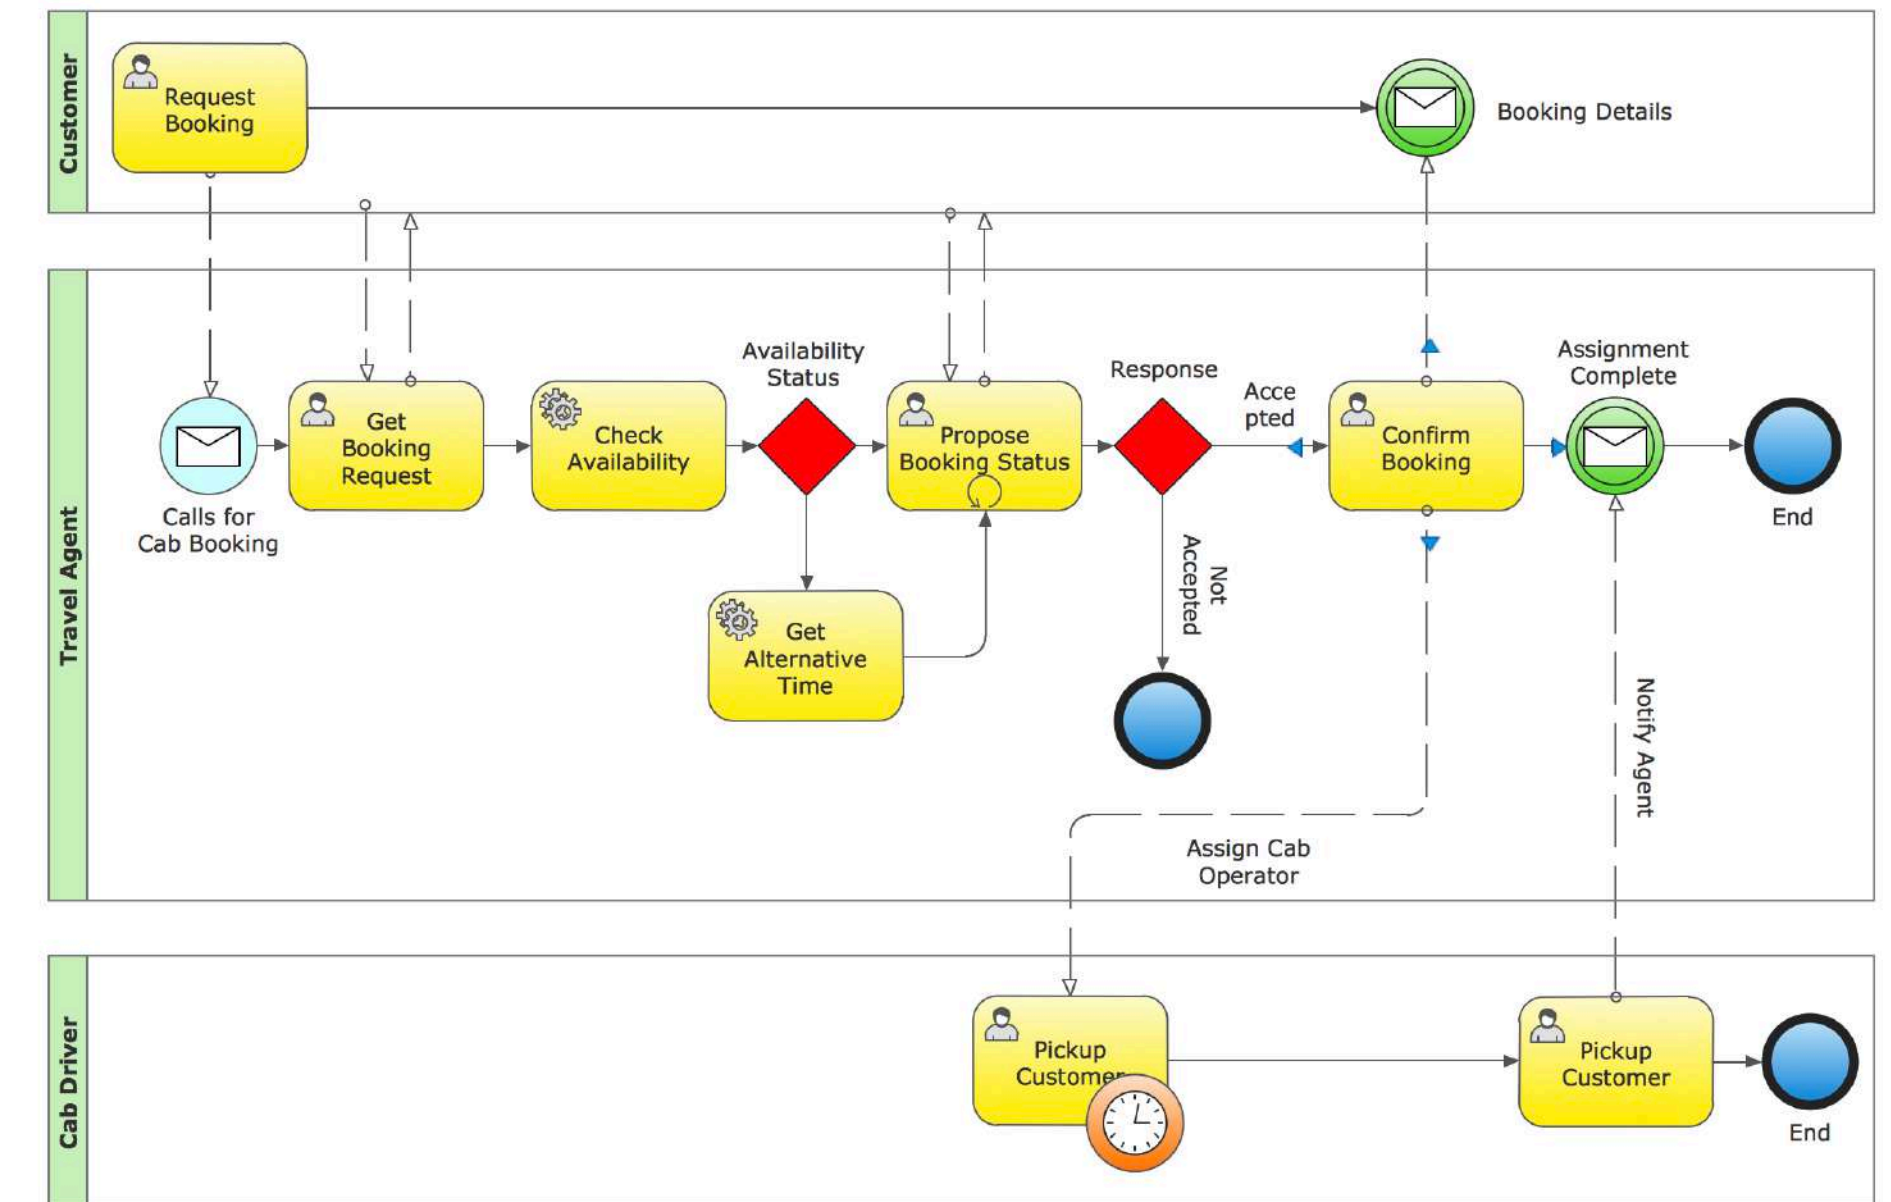 Customer
Request
Booking
Booking Details
Travel Agent
Calls for
Cab Booking
Get
Booking
Request
Check
Availability
Availability
Status
Get
Alternative
Time
Propose
Booking Status
Response
Acce
pted
Not
Accepted
Confirm
Booking
Assignment
Complete
End
Assign Cab
Operator
Notify Agent
Cab Driver
Pickup
Customer
Pickup
Customer
End